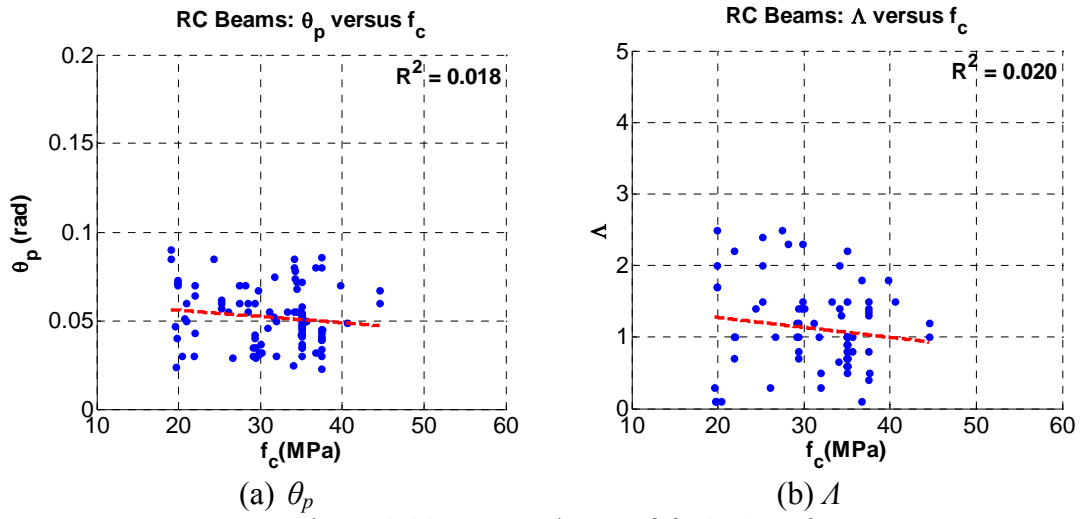 RC Beams: θp versus fc
R2 = 0.018
0.2
0.15
0.1
0.05
0
θp (rad)
10 20 30 40 50 60
fc(MPa)
(a) θp
RC Beams: Λ versus fc
R2 = 0.020
5
4
3
2
1
0
Λ
10 20 30 40 50 60
fc(MPa)
(b) Λ